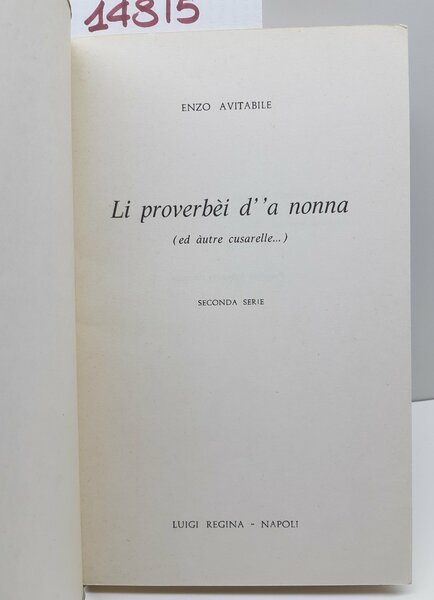 14815
ENZO AVITABILE
Li proverbèi d''a nonna
(ed àutre cusarelle...)
SECONDA SERIE
LUIGI REGINA - NAPOLI